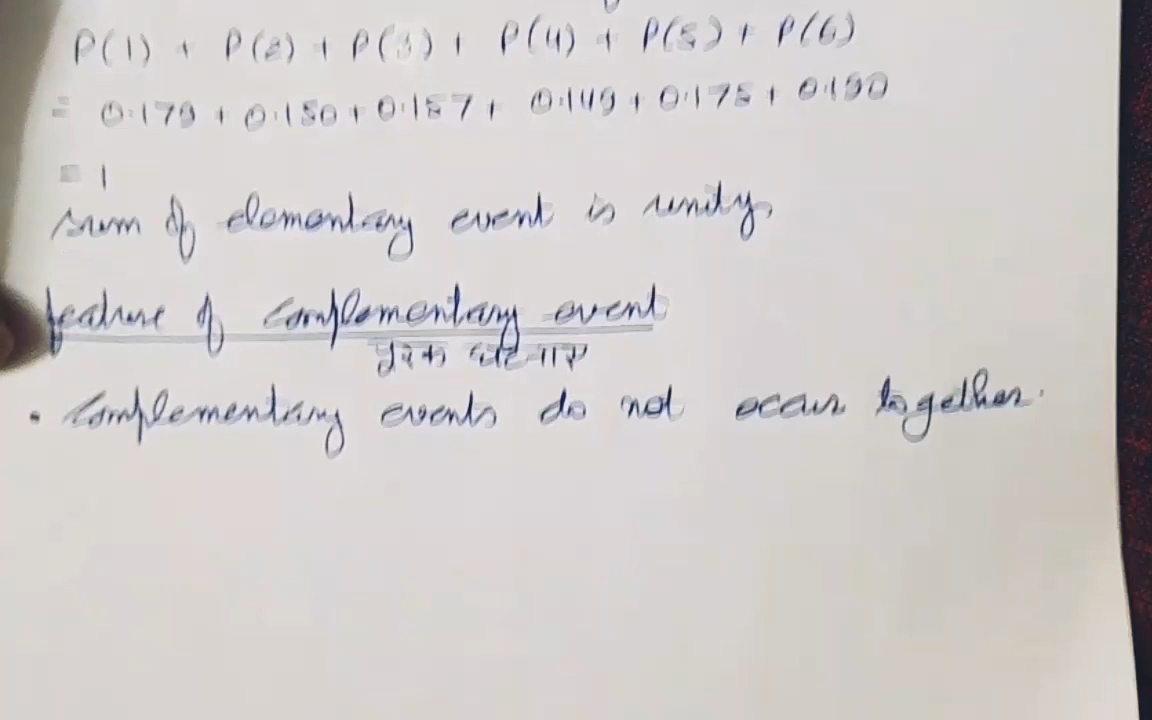 P(1) + P(2) + P(3) + P(4) + P(5) + P(6)
= 0.179 + 0.150 + 0.157 + 0.149 + 0.175 + 0.190
= 1
sum of elementary event is unity,
feature of complementary event
• Complementary events do not occur together.